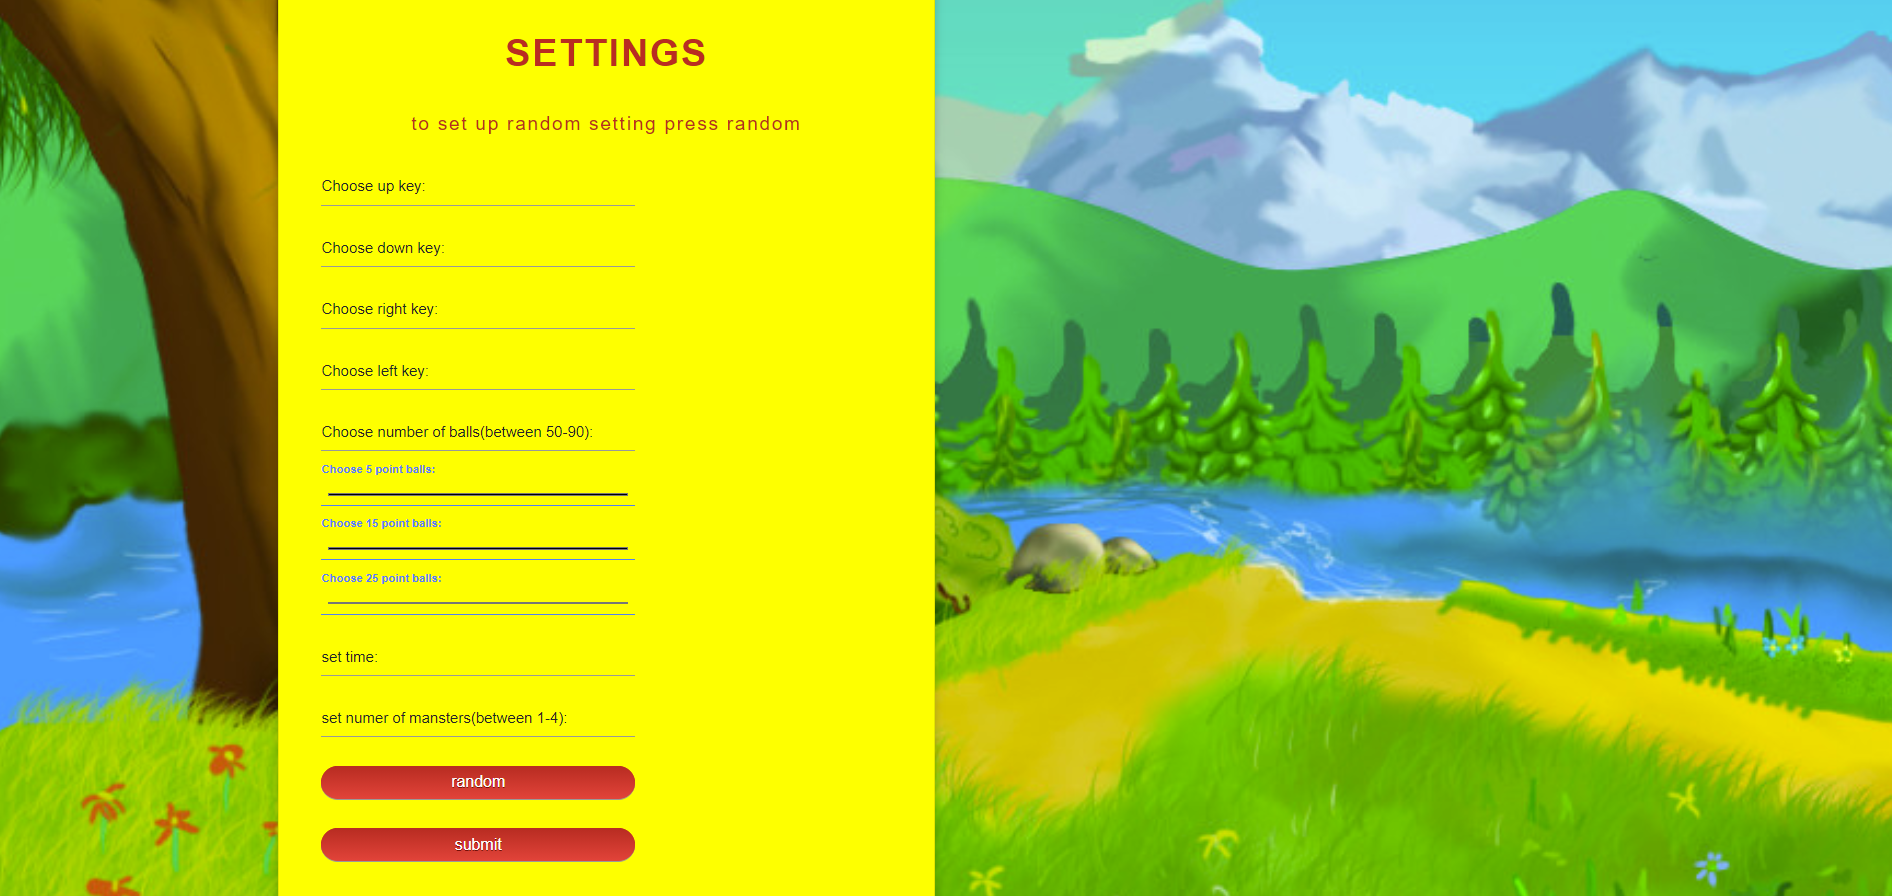 SETTINGS
to set up random setting press random
Choose up key:
Choose down key:
Choose right key:
Choose left key:
Choose number of balls(between 50-90):
Choose 5 point balls:
Choose 15 point balls:
Choose 25 point balls:
set time:
set numer of mansters(between 1-4):
random
submit